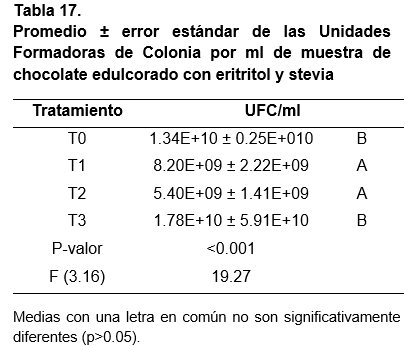 Tabla 17.
Promedio ± error estándar de las Unidades
Formadoras de Colonia por ml de muestra de
chocolate edulcorado con eritritol y stevia
Tratamiento UFC/ml
T0 1.34E+10 ± 0.25E+010 B
T1 8.20E+09 ± 2.22E+09 A
T2 5.40E+09 ± 1.41E+09 A
T3 1.78E+10 ± 5.91E+10 B
P-valor <0.001
F (3.16) 19.27
Medias con una letra en común no son significativamente
diferentes (p>0.05).